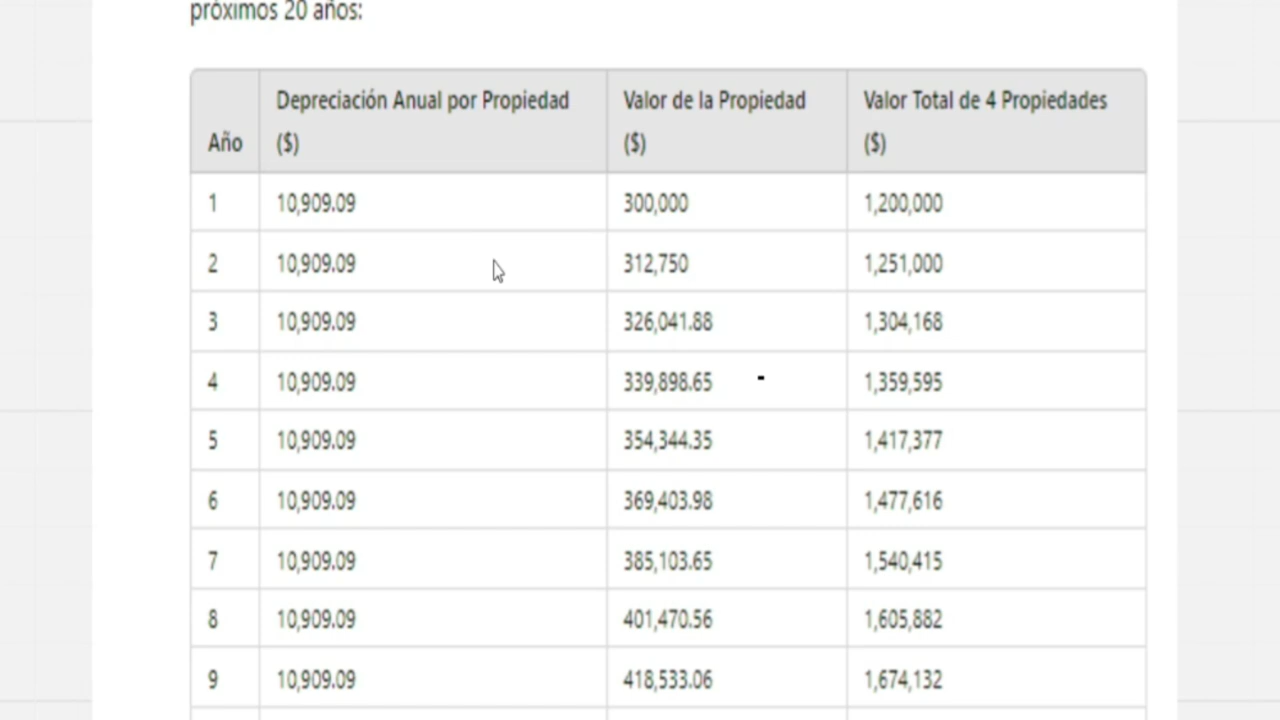 próximos 20 años:
Año Depreciación Anual por Propiedad ($) Valor de la Propiedad ($) Valor Total de 4 Propiedades ($)
1 10,909.09 300,000 1,200,000
2 10,909.09 312,750 1,251,000
3 10,909.09 326,041.88 1,304,168
4 10,909.09 339,898.65 1,359,595
5 10,909.09 354,344.35 1,417,377
6 10,909.09 369,403.98 1,477,616
7 10,909.09 385,103.65 1,540,415
8 10,909.09 401,470.56 1,605,882
9 10,909.09 418,533.06 1,674,132